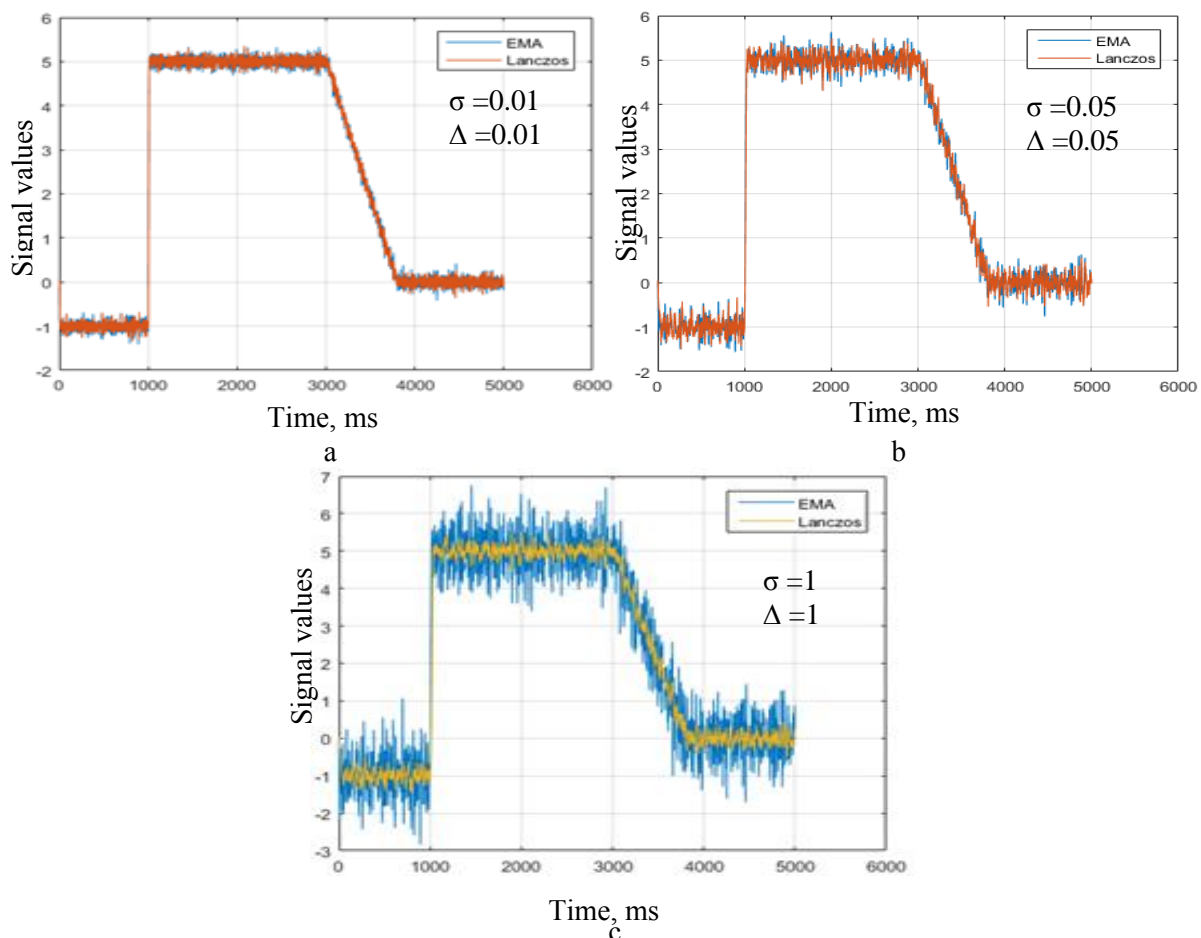 6
5
4
3
2
1
0
-1
-2
Signal values
EMA
Lanczos
σ =0.01
Δ =0.01
0 1000 2000 3000 4000 5000 6000
Time, ms
a
6
5
4
3
2
1
0
-1
-2
Signal values
EMA
Lanczos
σ =0.05
Δ =0.05
0 1000 2000 3000 4000 5000 6000
Time, ms
b
7
6
5
4
3
2
1
0
-1
-2
-3
Signal values
EMA
Lanczos
σ =1
Δ =1
0 1000 2000 3000 4000 5000 6000
Time, ms
c